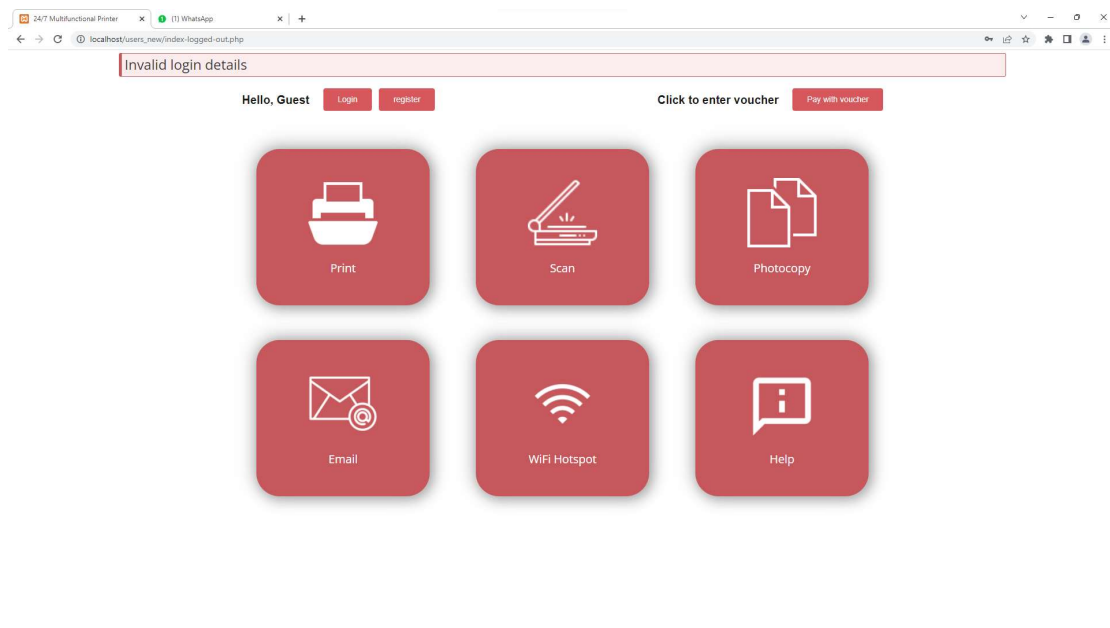 24/7 Multifunctional Printer
(1) WhatsApp
localhost/users_new/index-logged-out.php
Invalid login details
Hello, Guest Login register Click to enter voucher Pay with voucher
Print Scan Photocopy
Email WiFi Hotspot Help